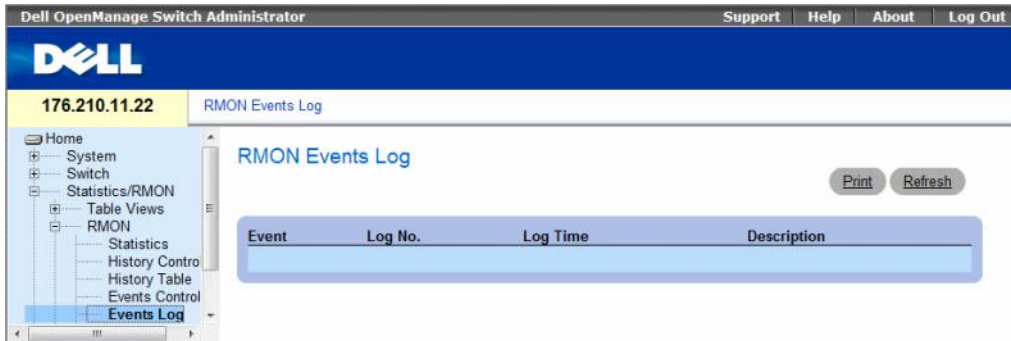 Dell OpenManage Switch Administrator Support Help About Log Out
DELL
176.210.11.22 RMON Events Log
Home
System
Switch
Statistics/RMON
Table Views
RMON
Statistics
History Contro
History Table
Events Control
Events Log
RMON Events Log
Print Refresh
Event Log No. Log Time Description